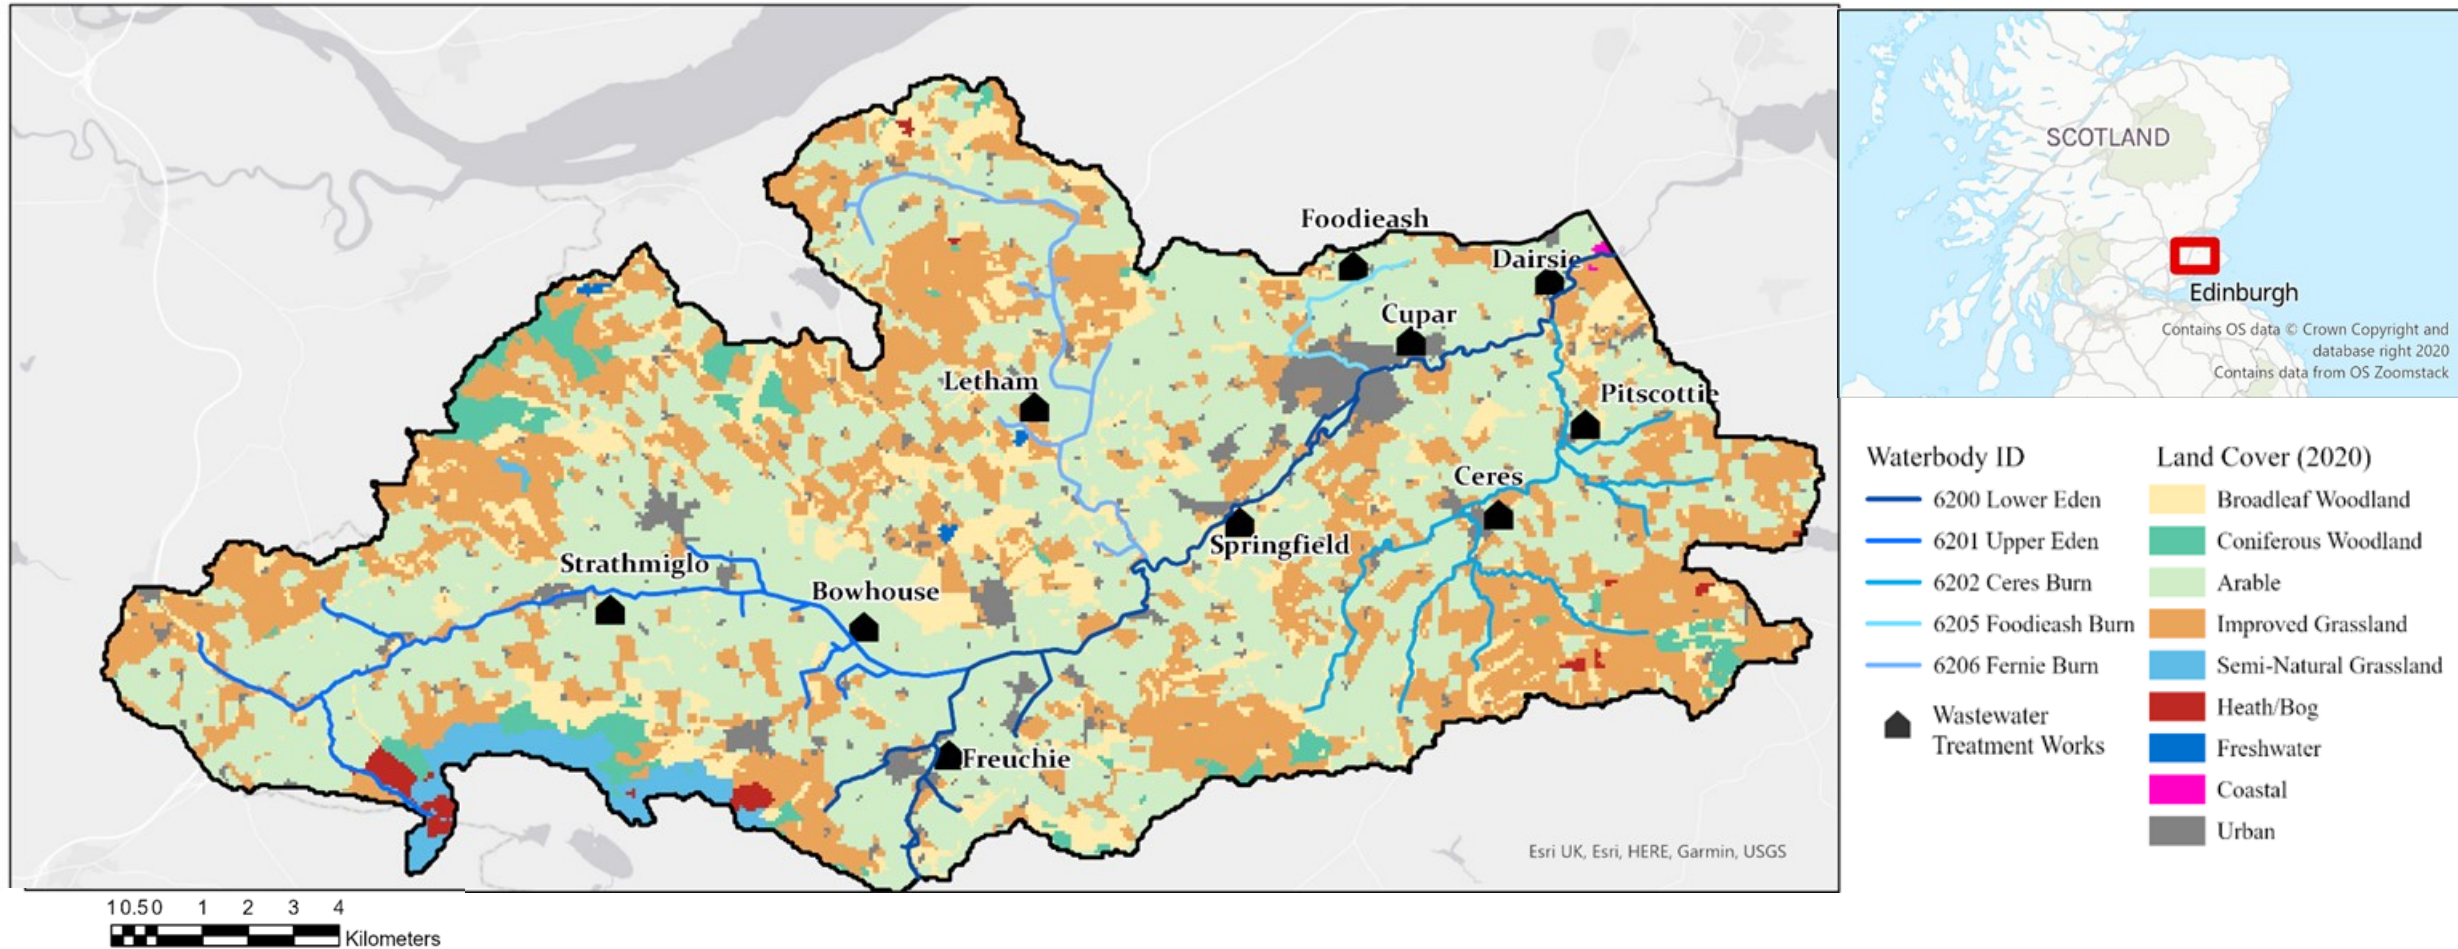 Foodieash
Dairsie
Cupar
Letham
Pitscottie
Ceres
Springfield
Strathmiglo
Bowhouse
Freuchie
Esri UK, Esri, HERE, Garmin, USGS
1 0.5 0 1 2 3 4
Kilometers
SCOTLAND
Edinburgh
Contains OS data © Crown Copyright and
database right 2020
Contains data from OS Zoomstack
Waterbody ID
6200 Lower Eden
6201 Upper Eden
6202 Ceres Burn
6205 Foodieash Burn
6206 Fernie Burn
Wastewater
Treatment Works
Land Cover (2020)
Broadleaf Woodland
Coniferous Woodland
Arable
Improved Grassland
Semi-Natural Grassland
Heath/Bog
Freshwater
Coastal
Urban